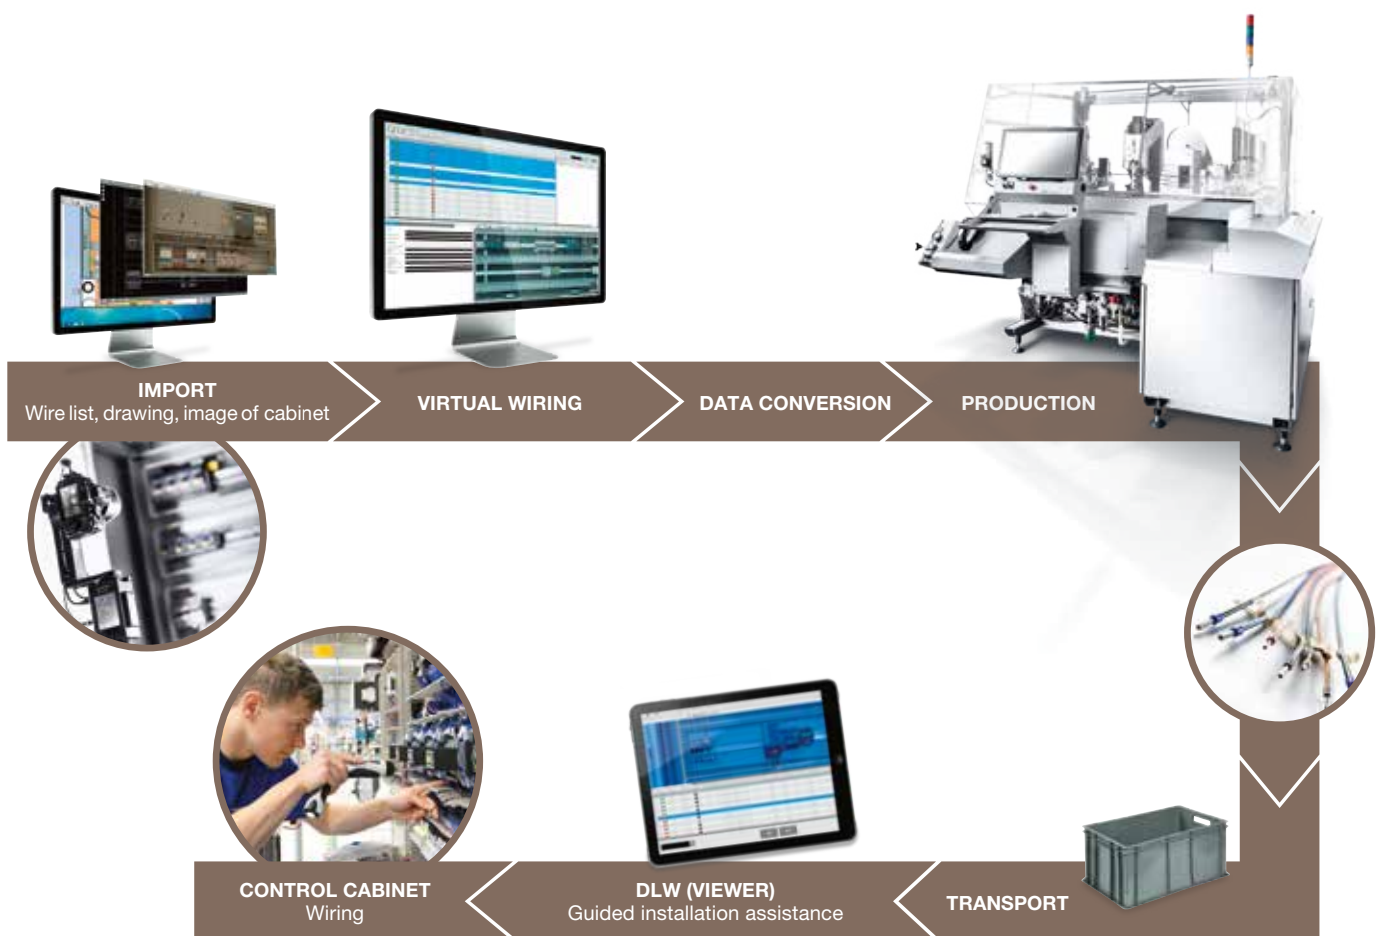 IMPORT
Wire list, drawing, image of cabinet
VIRTUAL WIRING
DATA CONVERSION
PRODUCTION
TRANSPORT
DLW (VIEWER)
Guided installation assistance
CONTROL CABINET
Wiring